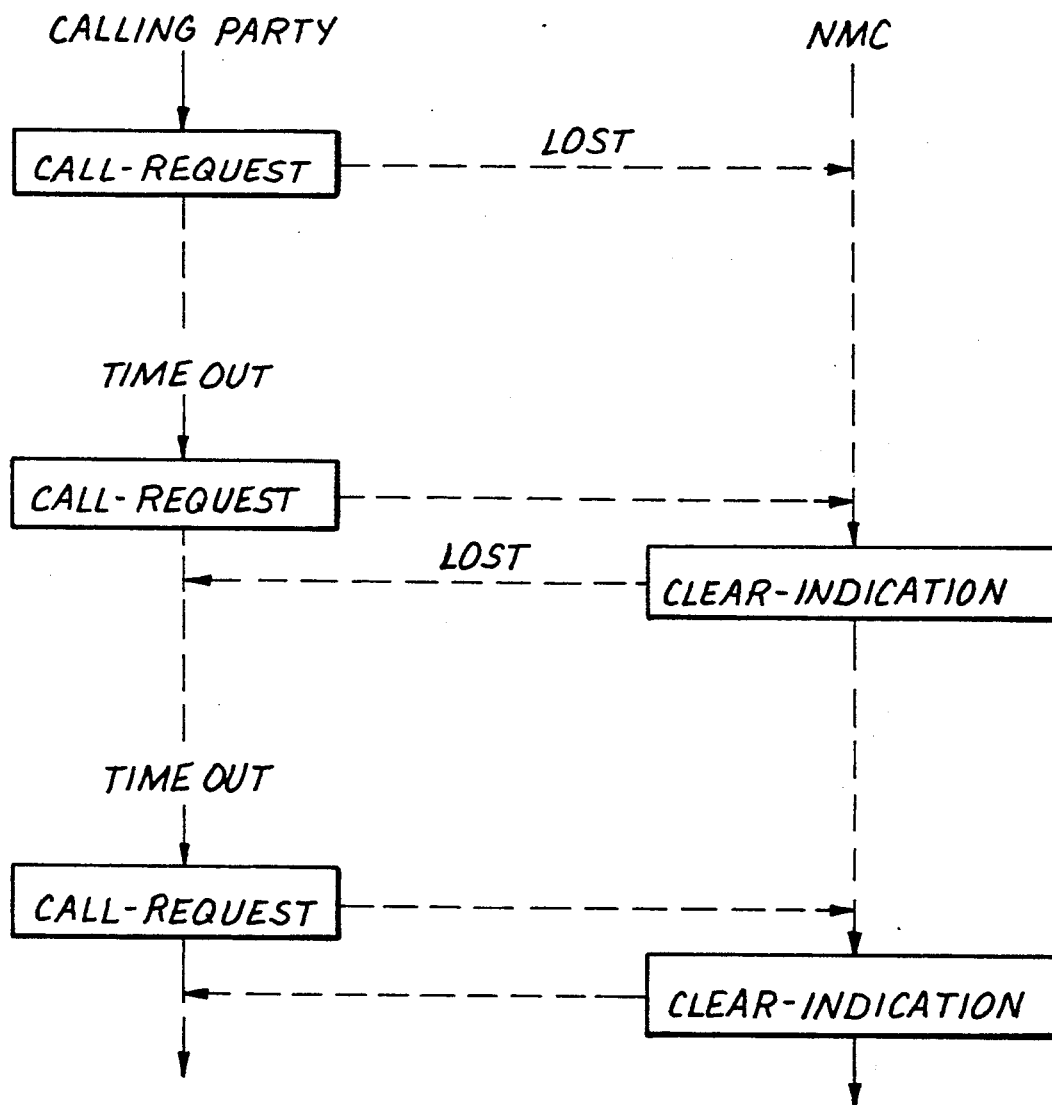 CALLING PARTY
NMC
LOST
CALL-REQUEST
TIME OUT
CALL-REQUEST
LOST
CLEAR-INDICATION
TIME OUT
CALL-REQUEST
CLEAR-INDICATION